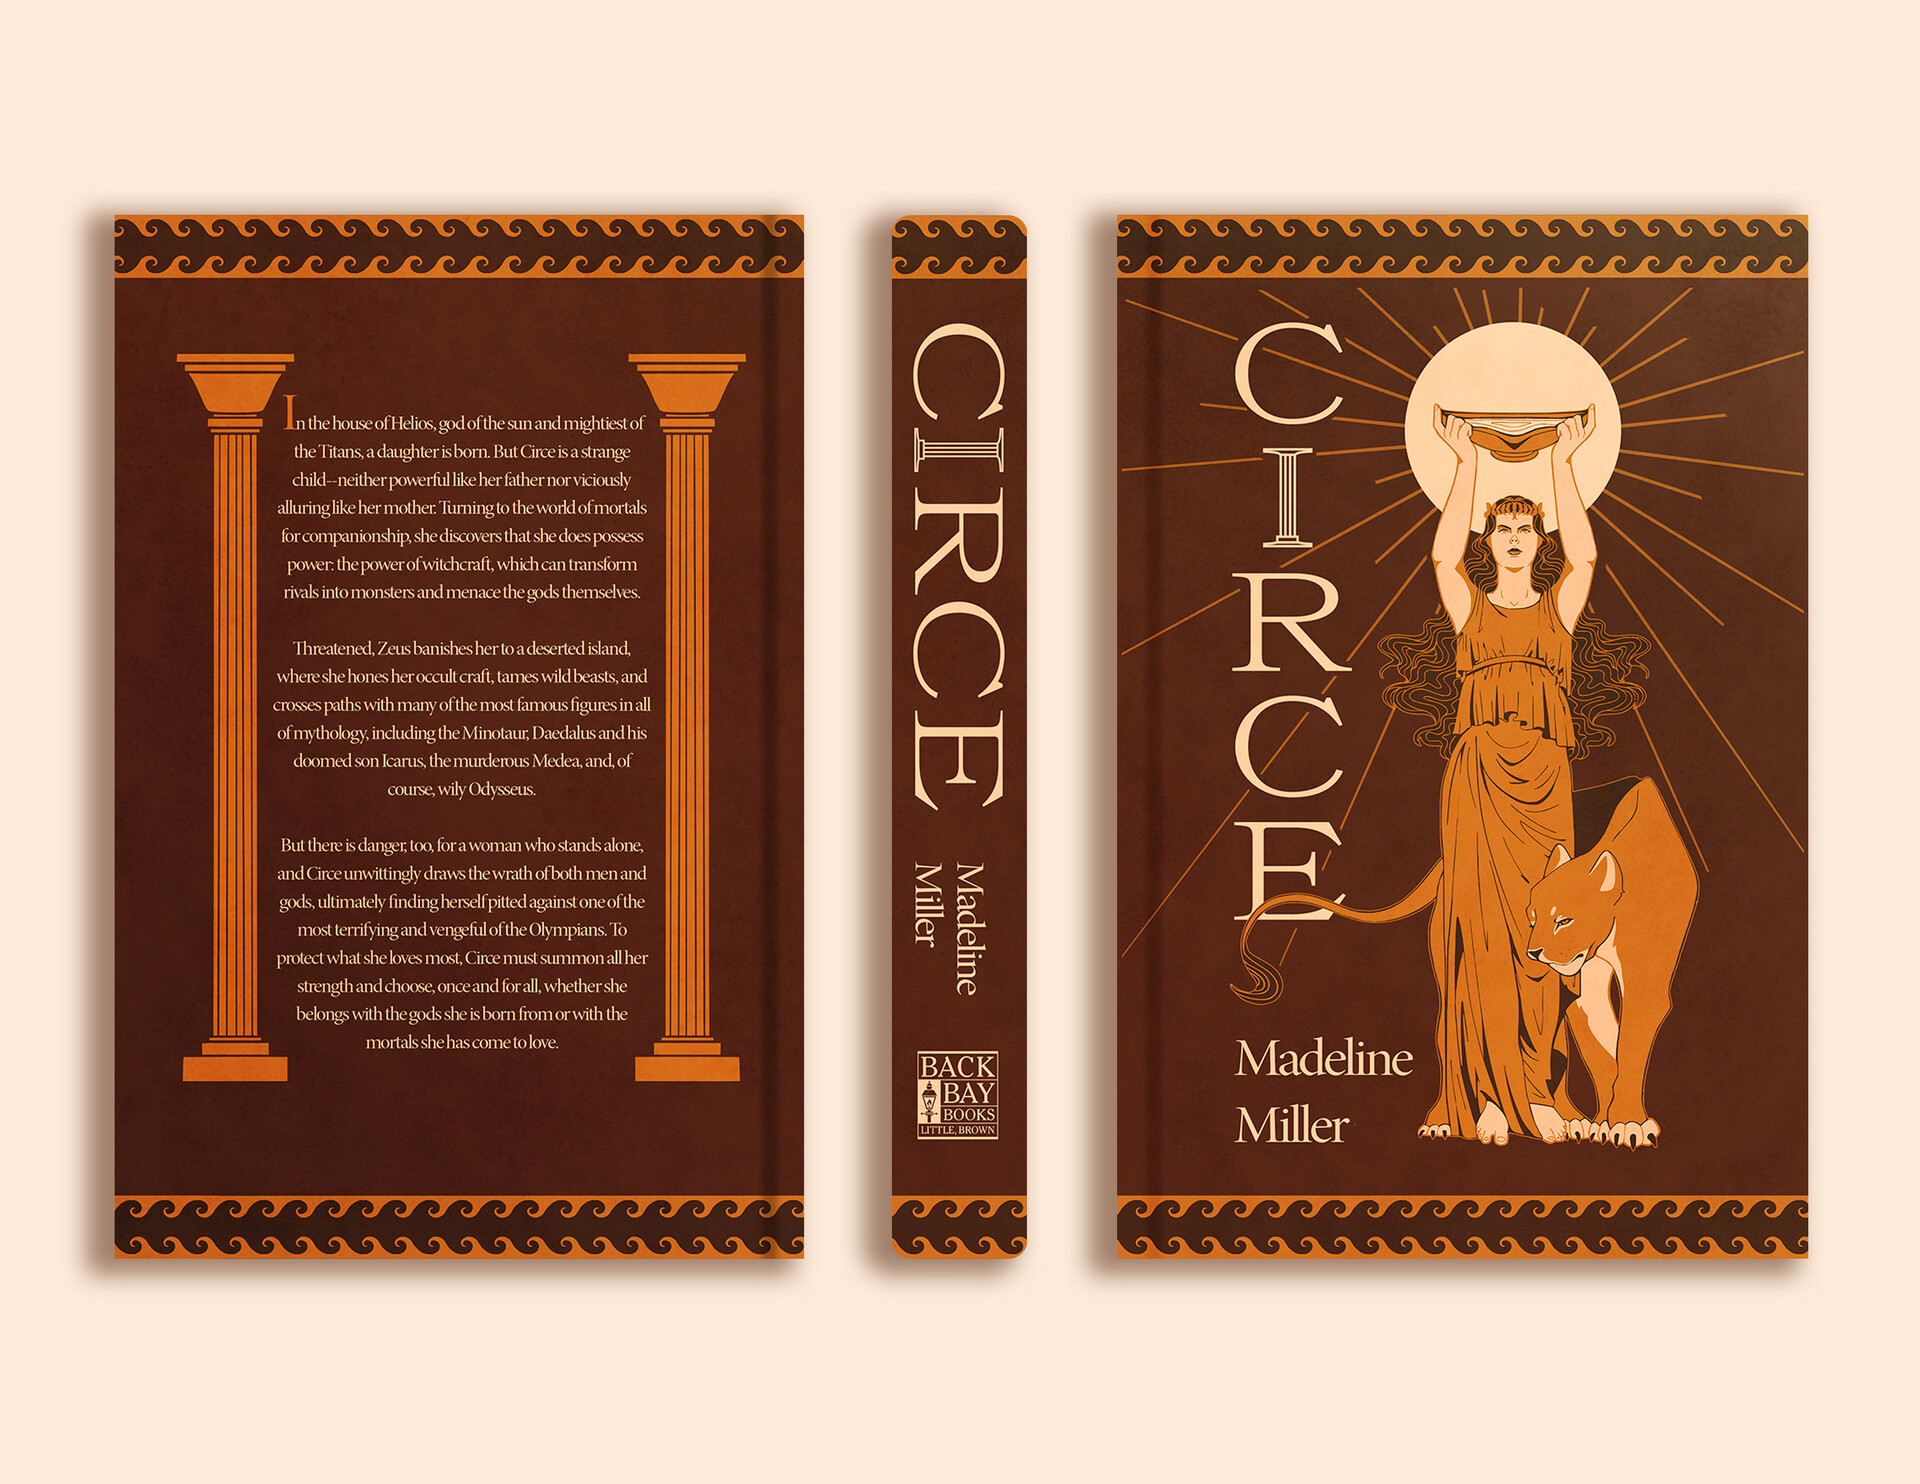 In the house of Helios, god of the sun and mightiest of
the Titans, a daughter is born. But Circe is a strange
child--neither powerful like her father nor viciously
alluring like her mother. Turning to the world of mortals
for companionship, she discovers that she does possess
power: the power of witchcraft, which can transform
rivals into monsters and menace the gods themselves.
Threatened, Zeus banishes her to a deserted island,
where she hones her occult craft, tames wild beasts, and
crosses paths with many of the most famous figures in all
of mythology, including the Minotaur, Daedalus and his
doomed son Icarus, the murderous Medea, and, of
course, wily Odysseus.
But there is danger, too, for a woman who stands alone,
and Circe unwittingly draws the wrath of both men and
gods, ultimately finding herself pitted against one of the
most terrifying and vengeful of the Olympians. To
protect what she loves most, Circe must summon all her
strength and choose, once and for all, whether she
belongs with the gods she is born from or with the
mortals she has come to love.
CIRCE
Madeline
Miller
BACK
BAY
BOOKS
LITTLE, BROWN
CIRCE
Madeline
Miller